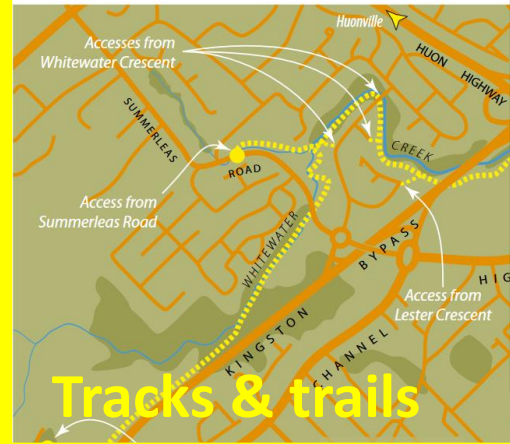 Huonville
Accesses from
Whitewater Crescent
HUON HIGHWAY
SUMMERLEAS
ROAD
CREEK
Access from
Summerleas Road
WHITEWATER
BYPASS
HIG
Access from
Lester Crescent
KINGSTON
CHANNEL
Tracks & trails